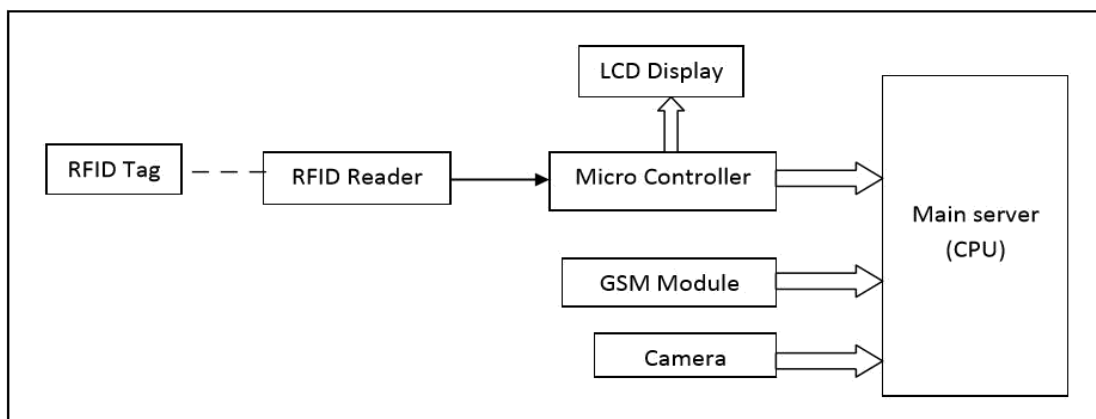 LCD Display
RFID Tag
RFID Reader
Micro Controller
Main server
(CPU)
GSM Module
Camera